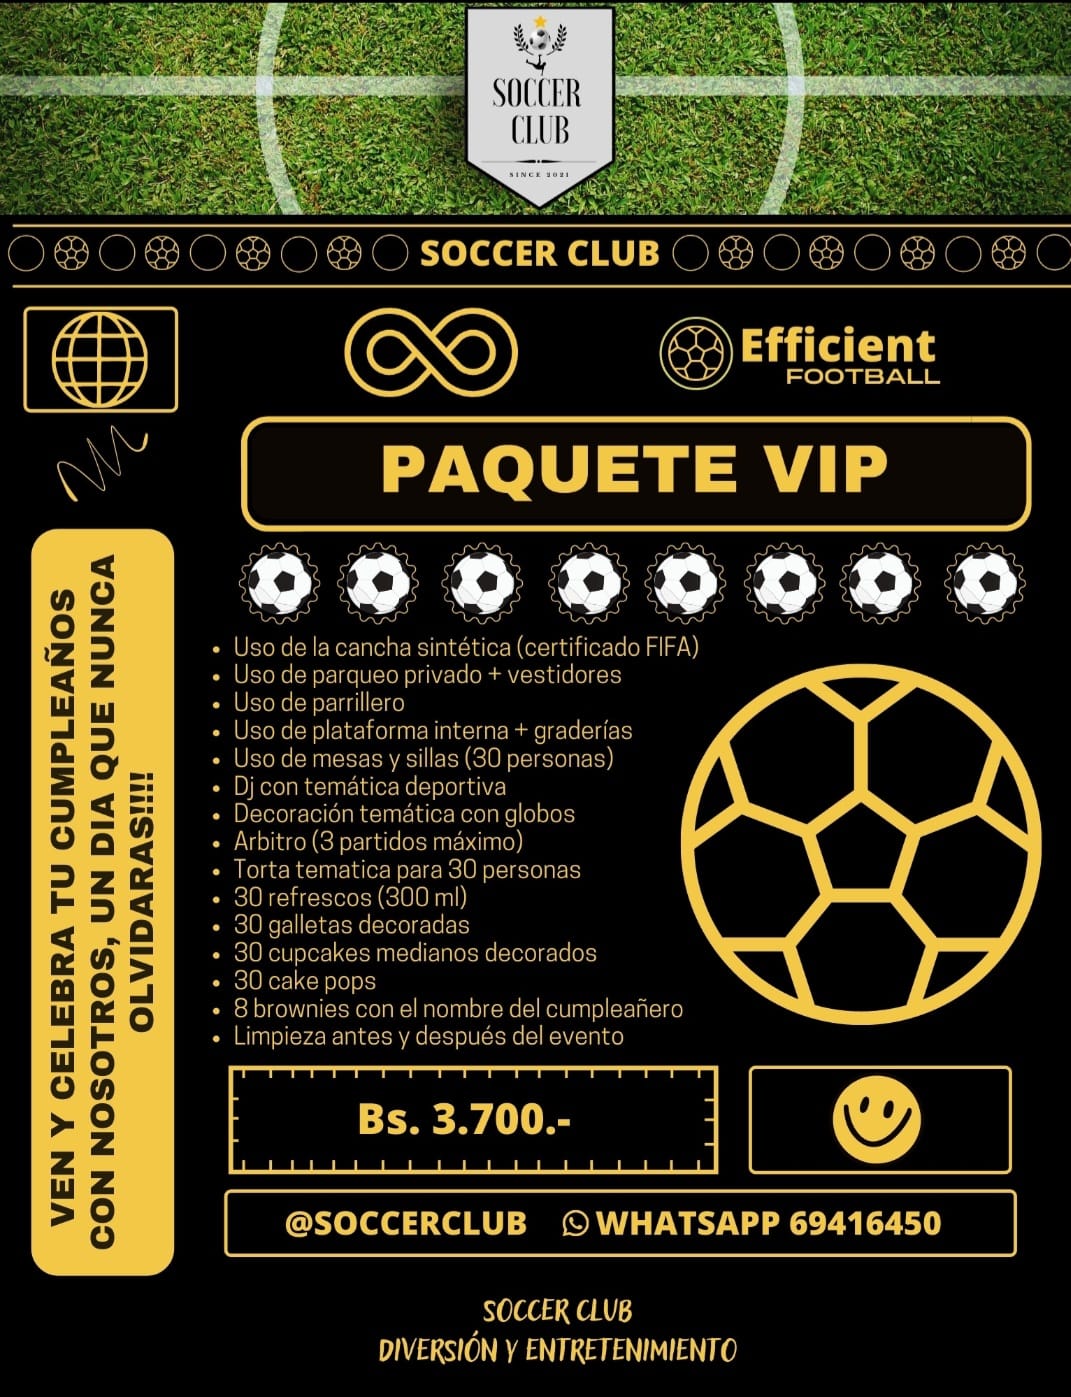 SOCCER
CLUB
SINCE 2021
SOCCER CLUB
Efficient
FOOTBALL
PAQUETE VIP
VEN Y CELEBRA TU CUMPLEAÑOS
CON NOSOTROS, UN DIA QUE NUNCA
OLVIDARAS!!!!
• Uso de la cancha sintética (certificado FIFA)
• Uso de parqueo privado + vestidores
• Uso de parrillero
• Uso de plataforma interna + graderías
• Uso de mesas y sillas (30 personas)
• Dj con temática deportiva
• Decoración temática con globos
• Arbitro (3 partidos máximo)
• Torta tematica para 30 personas
• 30 refrescos (300 ml)
• 30 galletas decoradas
• 30 cupcakes medianos decorados
• 30 cake pops
• 8 brownies con el nombre del cumpleañero
• Limpieza antes y después del evento
Bs. 3.700.-
@SOCCERCLUB WHATSAPP 69416450
SOCCER CLUB
DIVERSIÓN Y ENTRETENIMIENTO